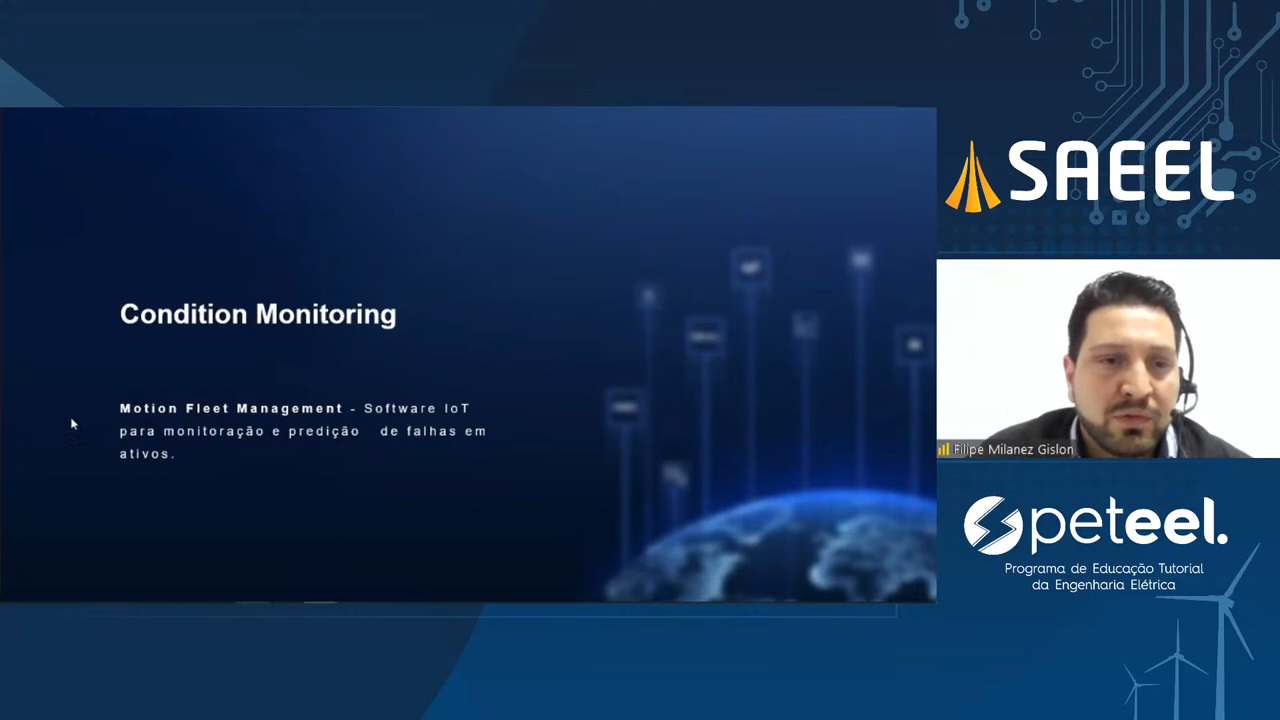 Condition Monitoring
Motion Fleet Management - Software IoT
para monitoração e predição de falhas em
ativos.
SAEEL
Filipe Milanez Gislon
peteel.
Programa de Educação Tutorial
da Engenharia Elétrica